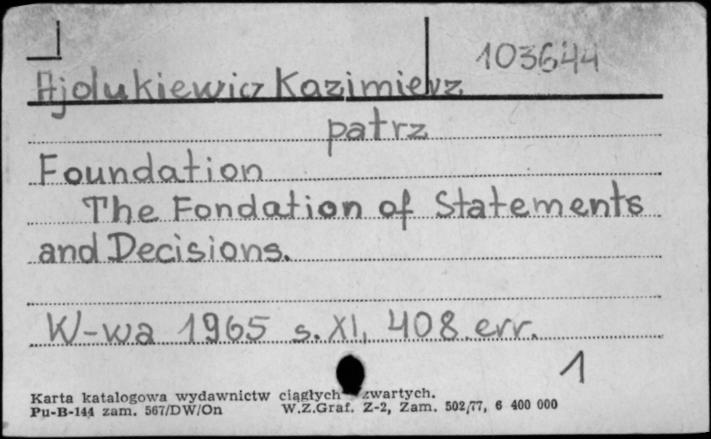 103644
Ajdukiewicz Kazimierz
patrz
Foundation
The Fondation of Statements
and Decisions.
W-wa 1965 s. XI, 408 err.
1
Karta katalogowa wydawnictw ciągłych zwartych.
Pu-B-144 zam. 567/DW/On W.Z.Graf. Z-2, Zam. 502/77, 6 400 000